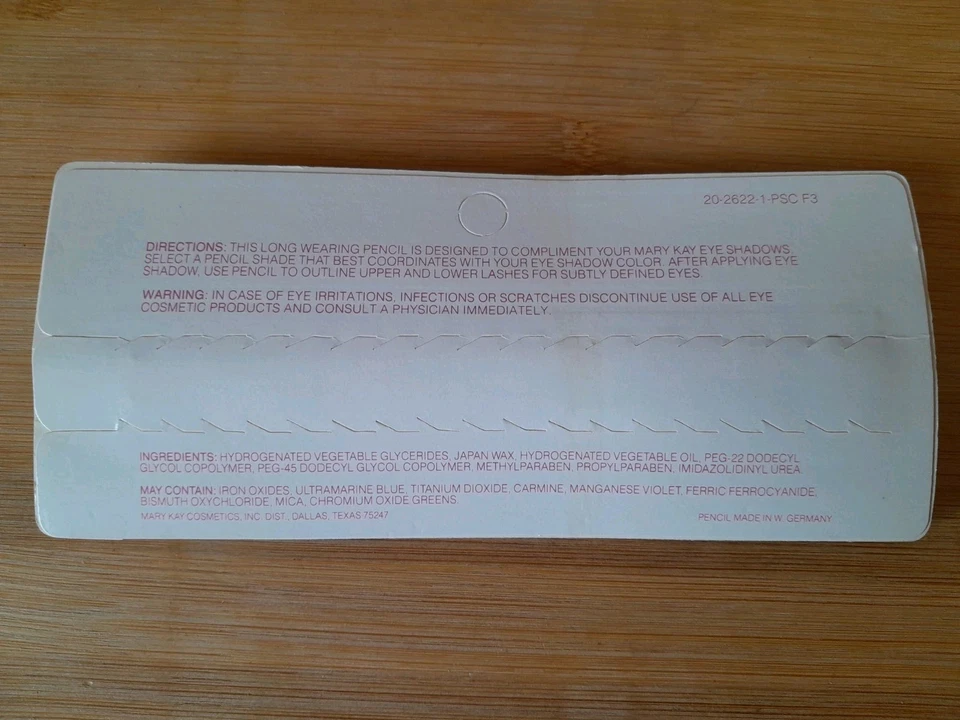 20-2622-1-PSC F3
DIRECTIONS: THIS LONG WEARING PENCIL IS DESIGNED TO COMPLIMENT YOUR MARY KAY EYE SHADOWS.
SELECT A PENCIL SHADE THAT BEST COORDINATES WITH YOUR EYE SHADOW COLOR. AFTER APPLYING EYE
SHADOW, USE PENCIL TO OUTLINE UPPER AND LOWER LASHES FOR SUBTLY DEFINED EYES.
WARNING: IN CASE OF EYE IRRITATIONS, INFECTIONS OR SCRATCHES DISCONTINUE USE OF ALL EYE
COSMETIC PRODUCTS AND CONSULT A PHYSICIAN IMMEDIATELY.
INGREDIENTS: HYDROGENATED VEGETABLE GLYCERIDES, JAPAN WAX, HYDROGENATED VEGETABLE OIL, PEG-22 DODECYL
GLYCOL COPOLYMER, PEG-45 DODECYL GLYCOL COPOLYMER, METHYLPARABEN, PROPYLPARABEN, IMIDAZOLIDINYL UREA.
MAY CONTAIN: IRON OXIDES, ULTRAMARINE BLUE, TITANIUM DIOXIDE, CARMINE, MANGANESE VIOLET, FERRIC FERROCYANIDE,
BISMUTH OXYCHLORIDE, MICA, CHROMIUM OXIDE GREENS.
MARY KAY COSMETICS, INC. DIST., DALLAS, TEXAS 75247
PENCIL MADE IN W. GERMANY